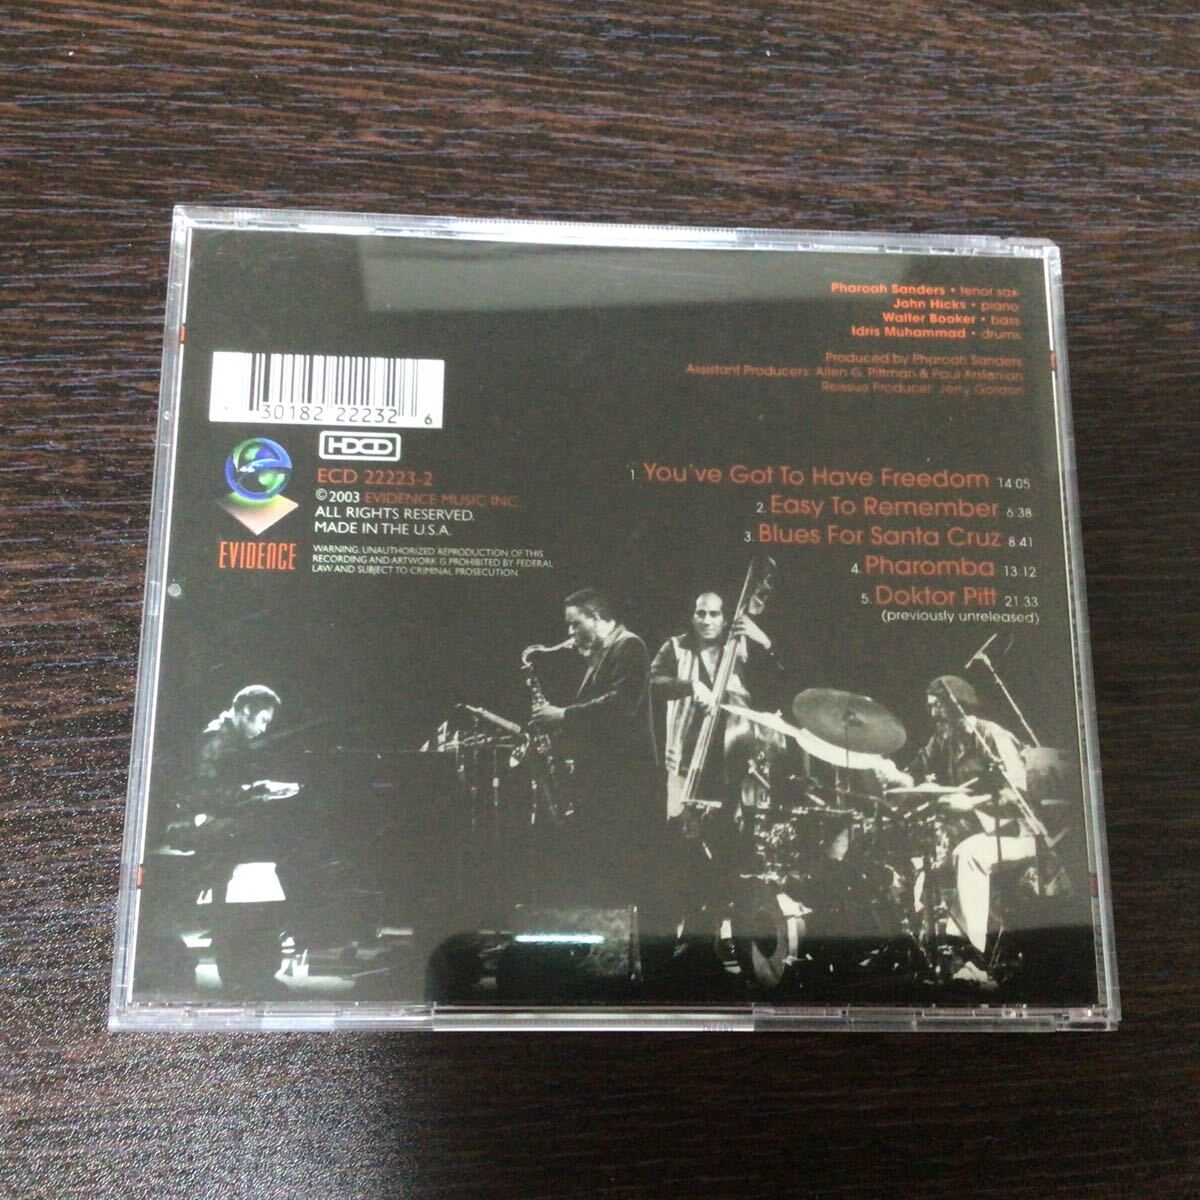 Pharoah Sanders • tenor sax
John Hicks • piano
Walter Booker • bass
Idris Muhammad • drums
Produced by Pharoah Sanders
Assistant Producers: Allen G. Pittman & Paul Arslanian
Reissue Producer: Jerry Gordon
7 30182 22232 6
HDCD
ECD 22223-2
©2003 EVIDENCE MUSIC INC.
ALL RIGHTS RESERVED.
MADE IN THE U.S.A.
EVIDENCE
WARNING: UNAUTHORIZED REPRODUCTION OF THIS
RECORDING AND ARTWORK IS PROHIBITED BY FEDERAL
LAW AND SUBJECT TO CRIMINAL PROSECUTION.
1 You've Got To Have Freedom 14:05
2. Easy To Remember 6:38
3. Blues For Santa Cruz 8:41
4. Pharomba 13:12
5. Doktor Pitt 21:33
(previously unreleased)